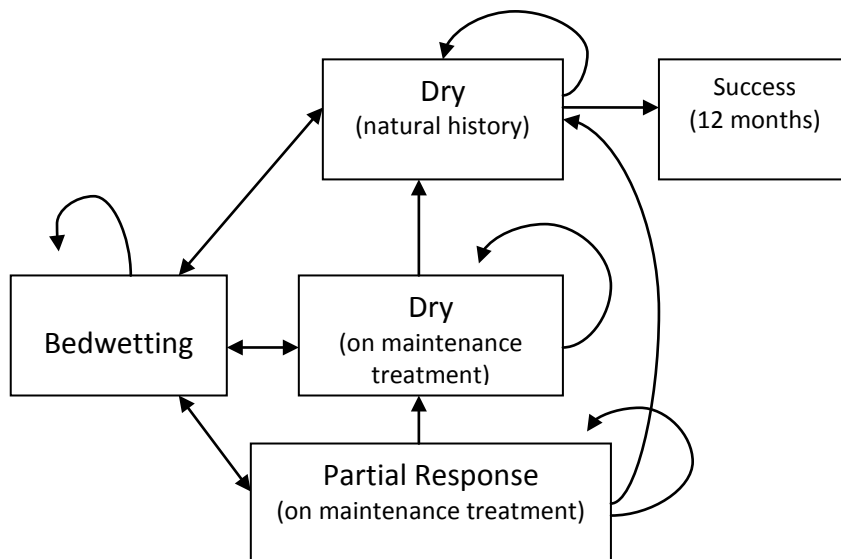 Dry
(natural history)
Success
(12 months)
Bedwetting
Dry
(on maintenance
treatment)
Partial Response
(on maintenance treatment)